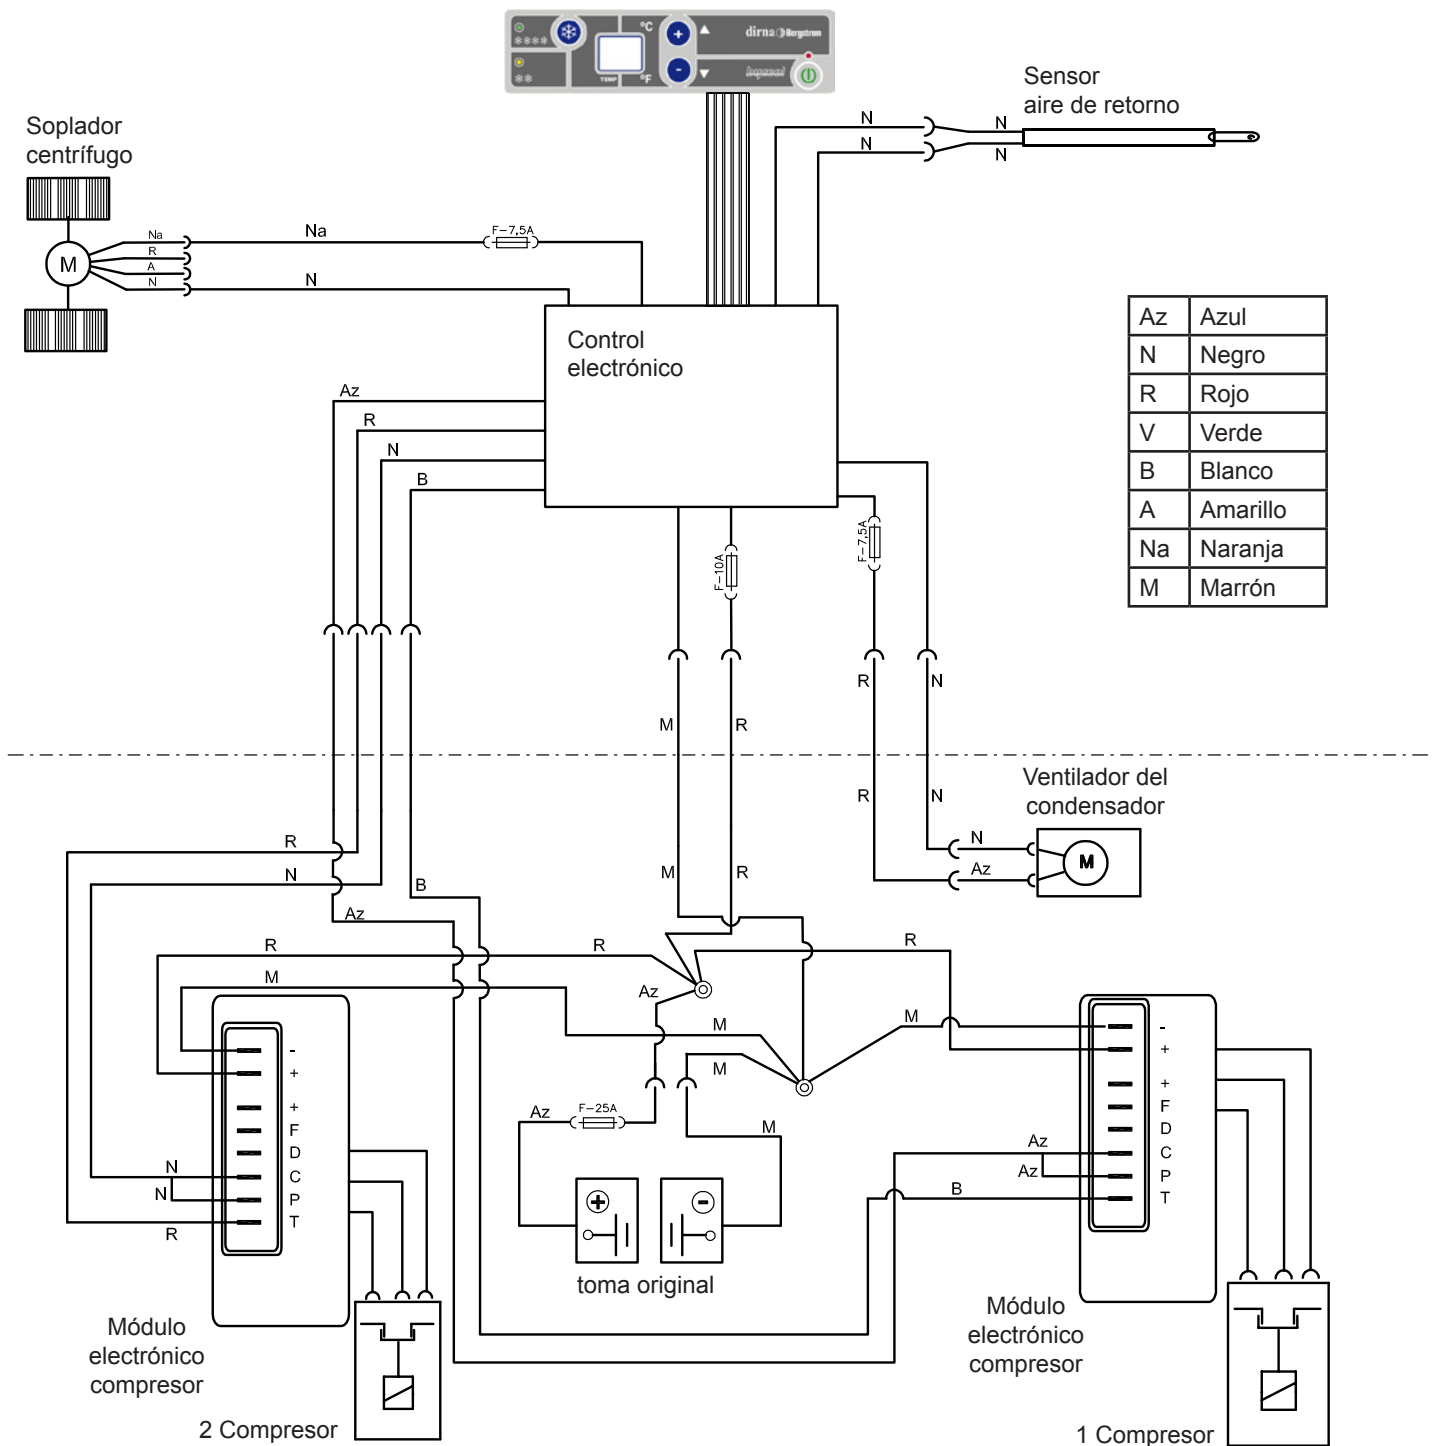 °C
dirna Bergstrom
TEMP
°F
Sensor
aire de retorno
N
N
N
N
Soplador
centrífugo
Na
R
A
N
M
Na
F-7,5A
N
Control
electrónico
Az Azul
N Negro
R Rojo
V Verde
B Blanco
A Amarillo
Na Naranja
M Marrón
Az
R
N
B
F-10A
F-7,5A
R
N
M
R
Ventilador del
condensador
R
N
N
Az
M
R
N
B
Az
M
R
R
R
R
M
Az
M
M
M
Az
F-25A
M
-
+
+
F
D
C
P
T
N
N
R
-
+
+
F
D
C
P
T
Az
Az
B
+
-
toma original
Módulo
electrónico
compresor
2 Compresor
Módulo
electrónico
compresor
1 Compresor